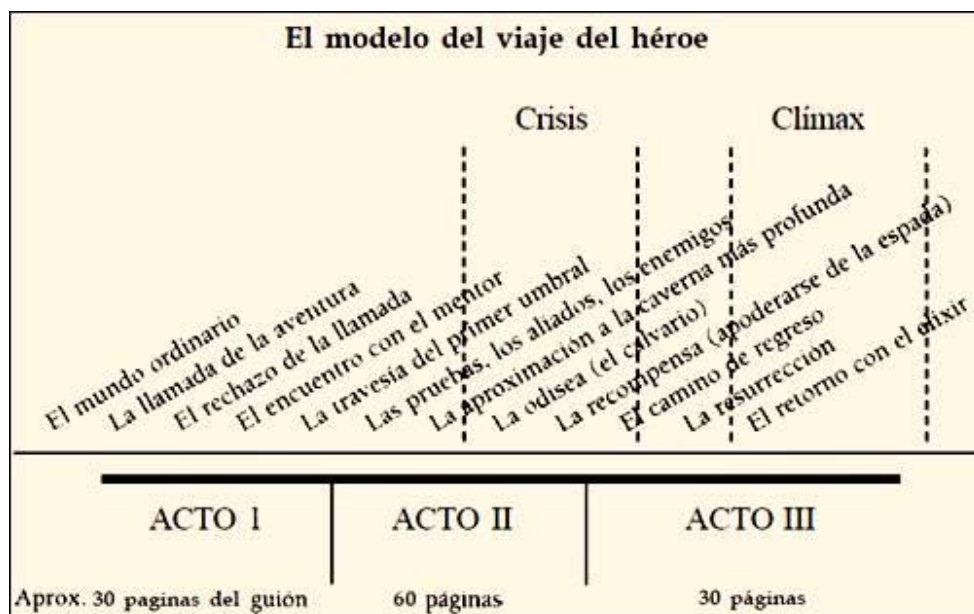 El modelo del viaje del héroe
Crisis
Clímax
El mundo ordinario
La llamada de la aventura
El rechazo de la llamada
El encuentro con el mentor
La travesía del primer umbral
Las pruebas, los aliados, los enemigos
La aproximación a la caverna más profunda
La odisea (el calvario)
La recompensa (apoderarse de la espada)
El camino de regreso
La resurrección
El retorno con el elixir
ACTO l
ACTO II
ACTO III
Aprox. 30 paginas del guión
60 páginas
30 páginas